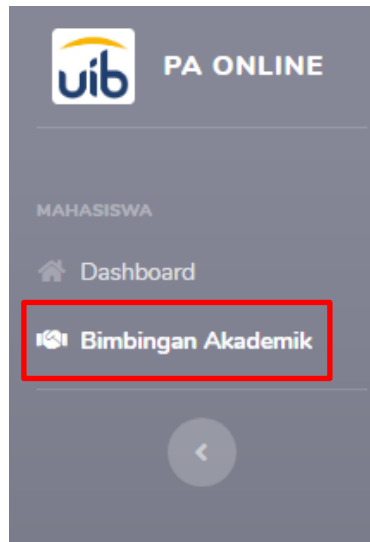 uib
PA ONLINE
MAHASISWA
Dashboard
Bimbingan Akademik